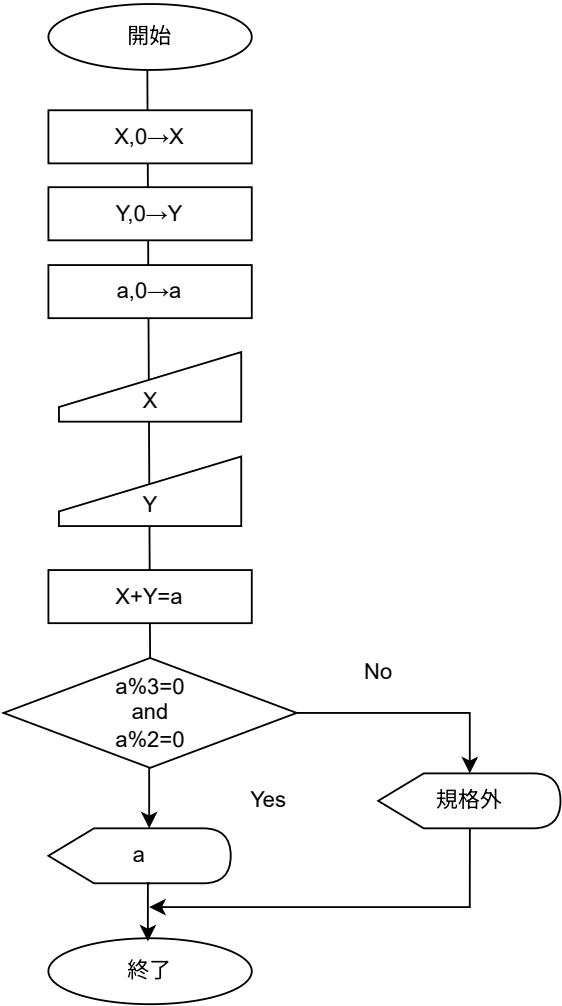 開始
X,0→X
Y,0→Y
a,0→a
X
Y
X+Y=a
a%3=0
and
a%2=0
No
Yes
規格外
a
終了